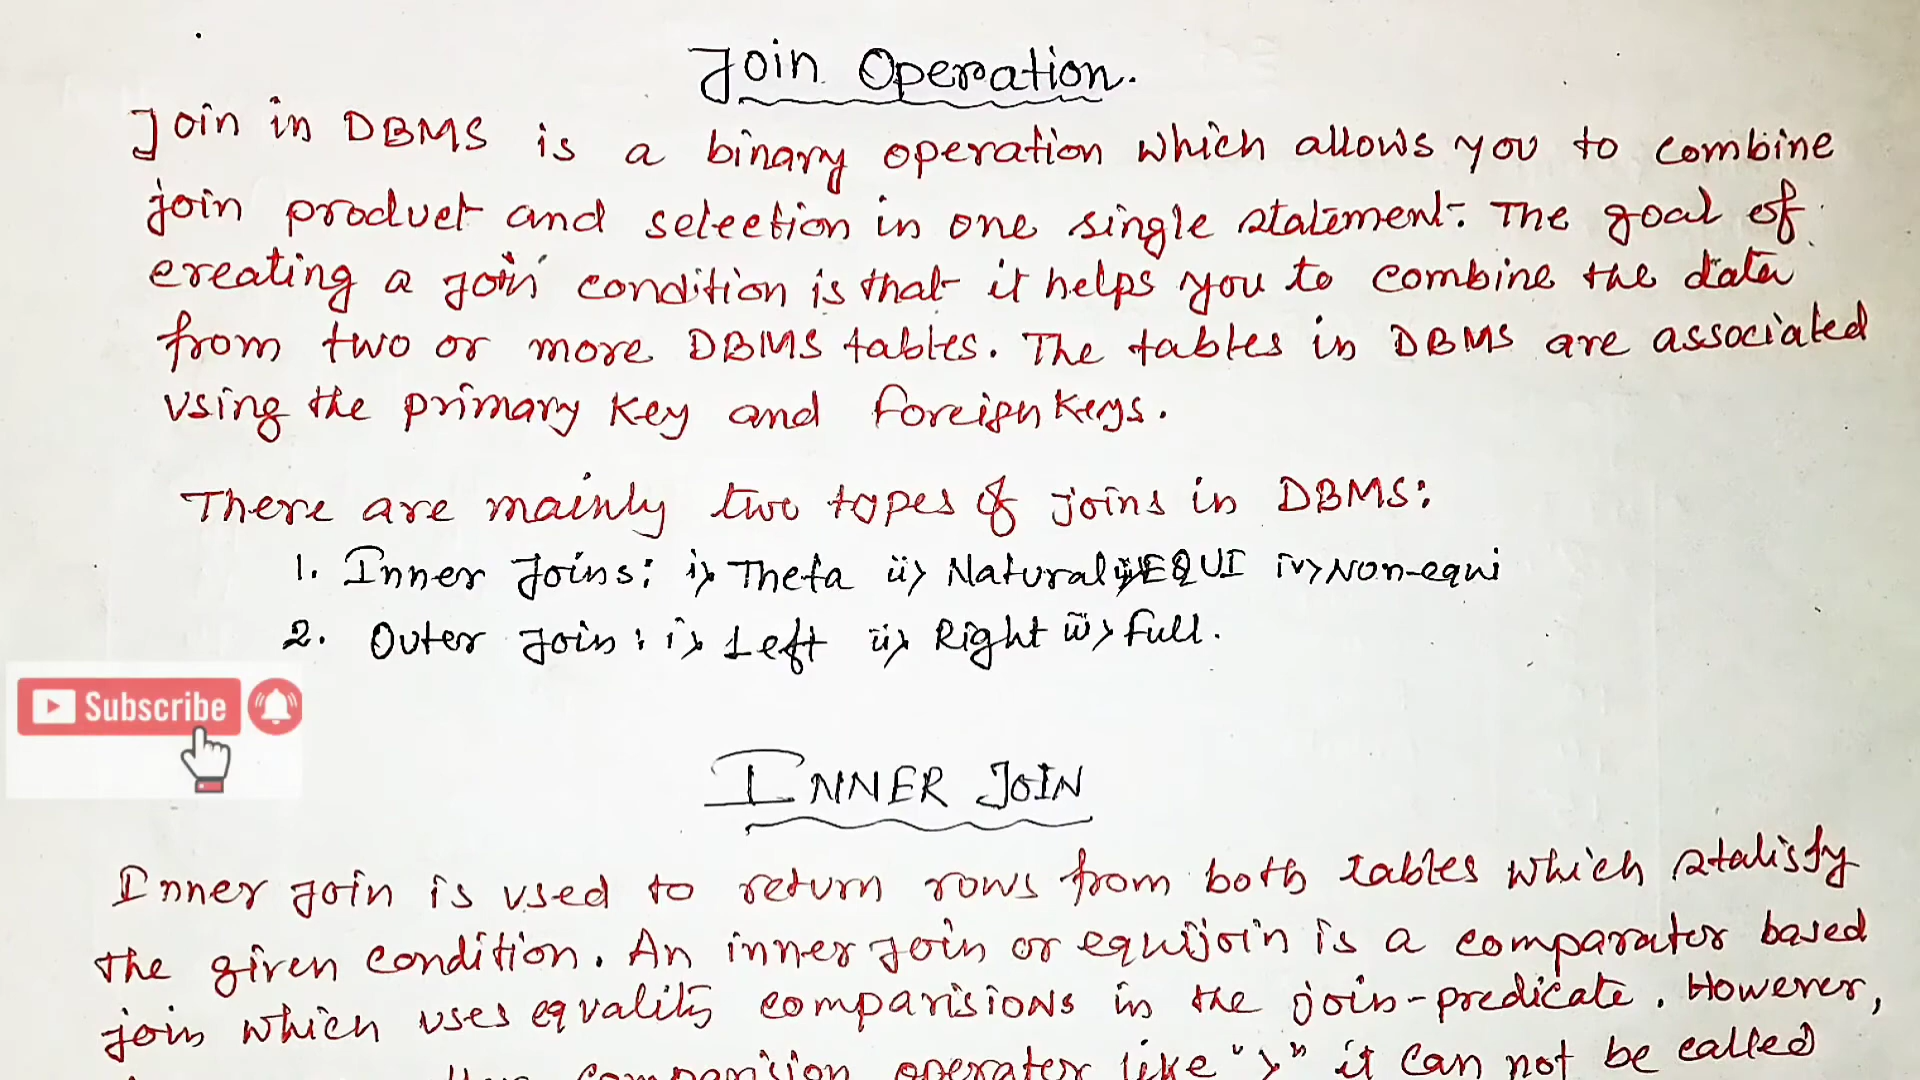 Join Operation.
Join in DBMS is a binary operation which allows you to combine
join product and selection in one single statement. The goal of
creating a join condition is that it helps you to combine the data
from two or more DBMS tables. The tables in DBMS are associated
using the primary key and foreign keys.
There are mainly two types of joins in DBMS:
1. Inner Joins: i> Theta ii> Natural iii> EQUI iv> Non-equi
2. Outer Join: i> Left ii> Right iii> Full.
Subscribe
INNER JOIN
Inner join is used to return rows from both tables which statisfy
the given condition. An inner join or equijoin is a comparator based
join which uses equality comparisions in the join-predicate. However,
comparision operator like ">" it can not be called